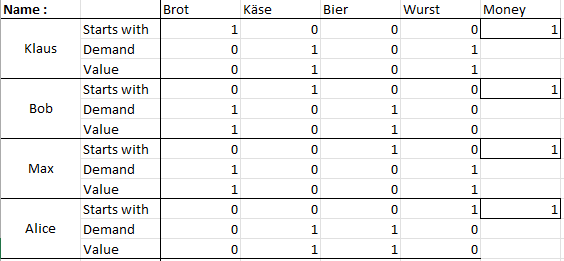 Name : Brot Käse Bier Wurst Money
Starts with 1 0 0 0 1
Klaus Demand 0 1 0 1
Value 0 1 0 1
Starts with 0 1 0 0 1
Bob Demand 1 0 1 0
Value 1 0 1 0
Starts with 0 0 1 0 1
Max Demand 1 0 0 1
Value 1 0 0 1
Starts with 0 0 0 1 1
Alice Demand 0 1 1 0
Value 0 1 1 0